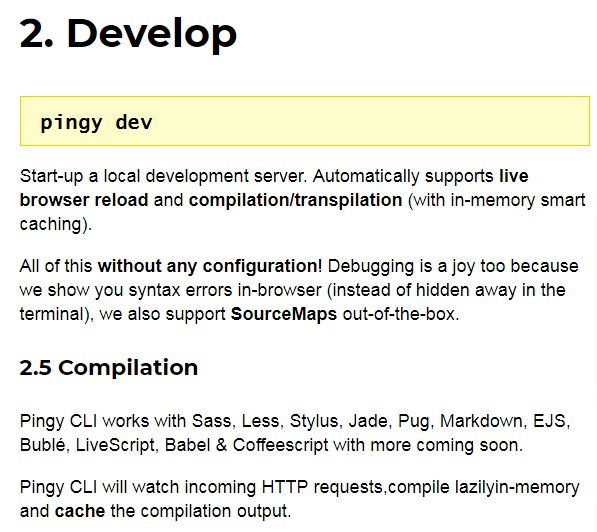 2. Develop
pingy dev
Start-up a local development server. Automatically supports live
browser reload and compilation/transpilation (with in-memory smart
caching).
All of this without any configuration! Debugging is a joy too because
we show you syntax errors in-browser (instead of hidden away in the
terminal), we also support SourceMaps out-of-the-box.
2.5 Compilation
Pingy CLI works with Sass, Less, Stylus, Jade, Pug, Markdown, EJS,
Bublé, LiveScript, Babel & Coffeescript with more coming soon.
Pingy CLI will watch incoming HTTP requests,compile lazilyin-memory
and cache the compilation output.